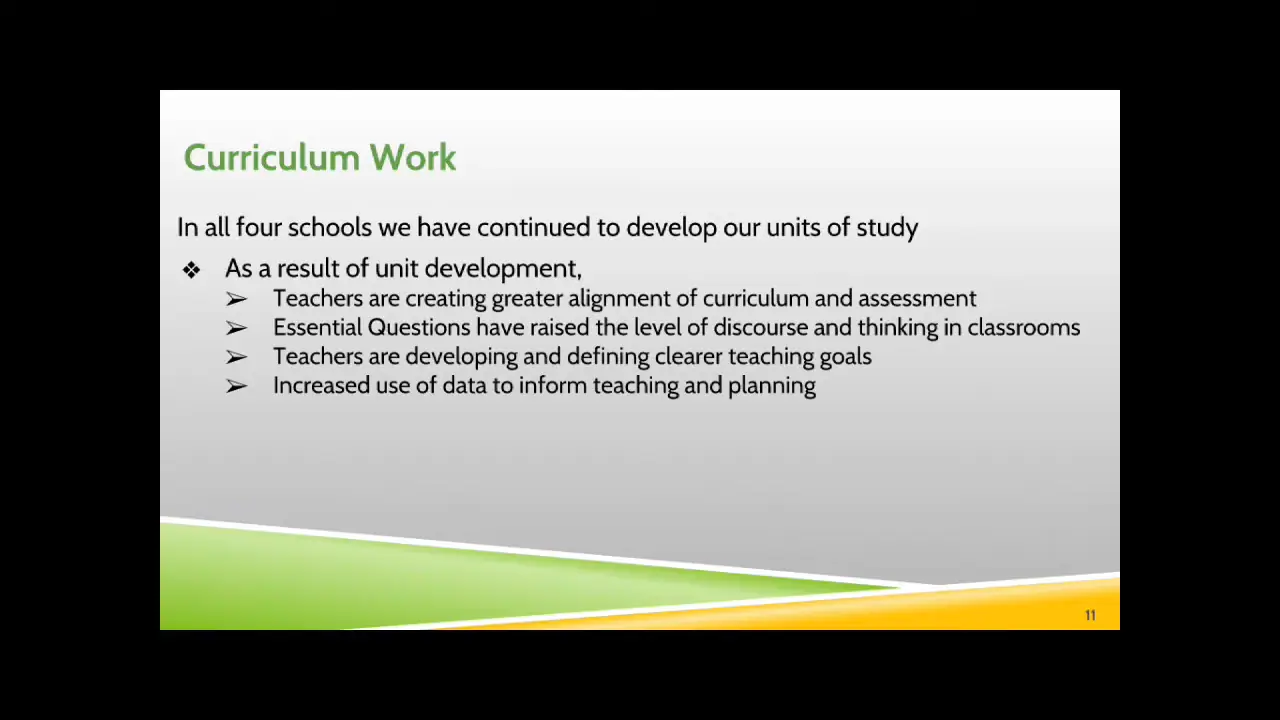 Curriculum Work
In all four schools we have continued to develop our units of study
❖ As a result of unit development,
➢ Teachers are creating greater alignment of curriculum and assessment
➢ Essential Questions have raised the level of discourse and thinking in classrooms
➢ Teachers are developing and defining clearer teaching goals
➢ Increased use of data to inform teaching and planning
11